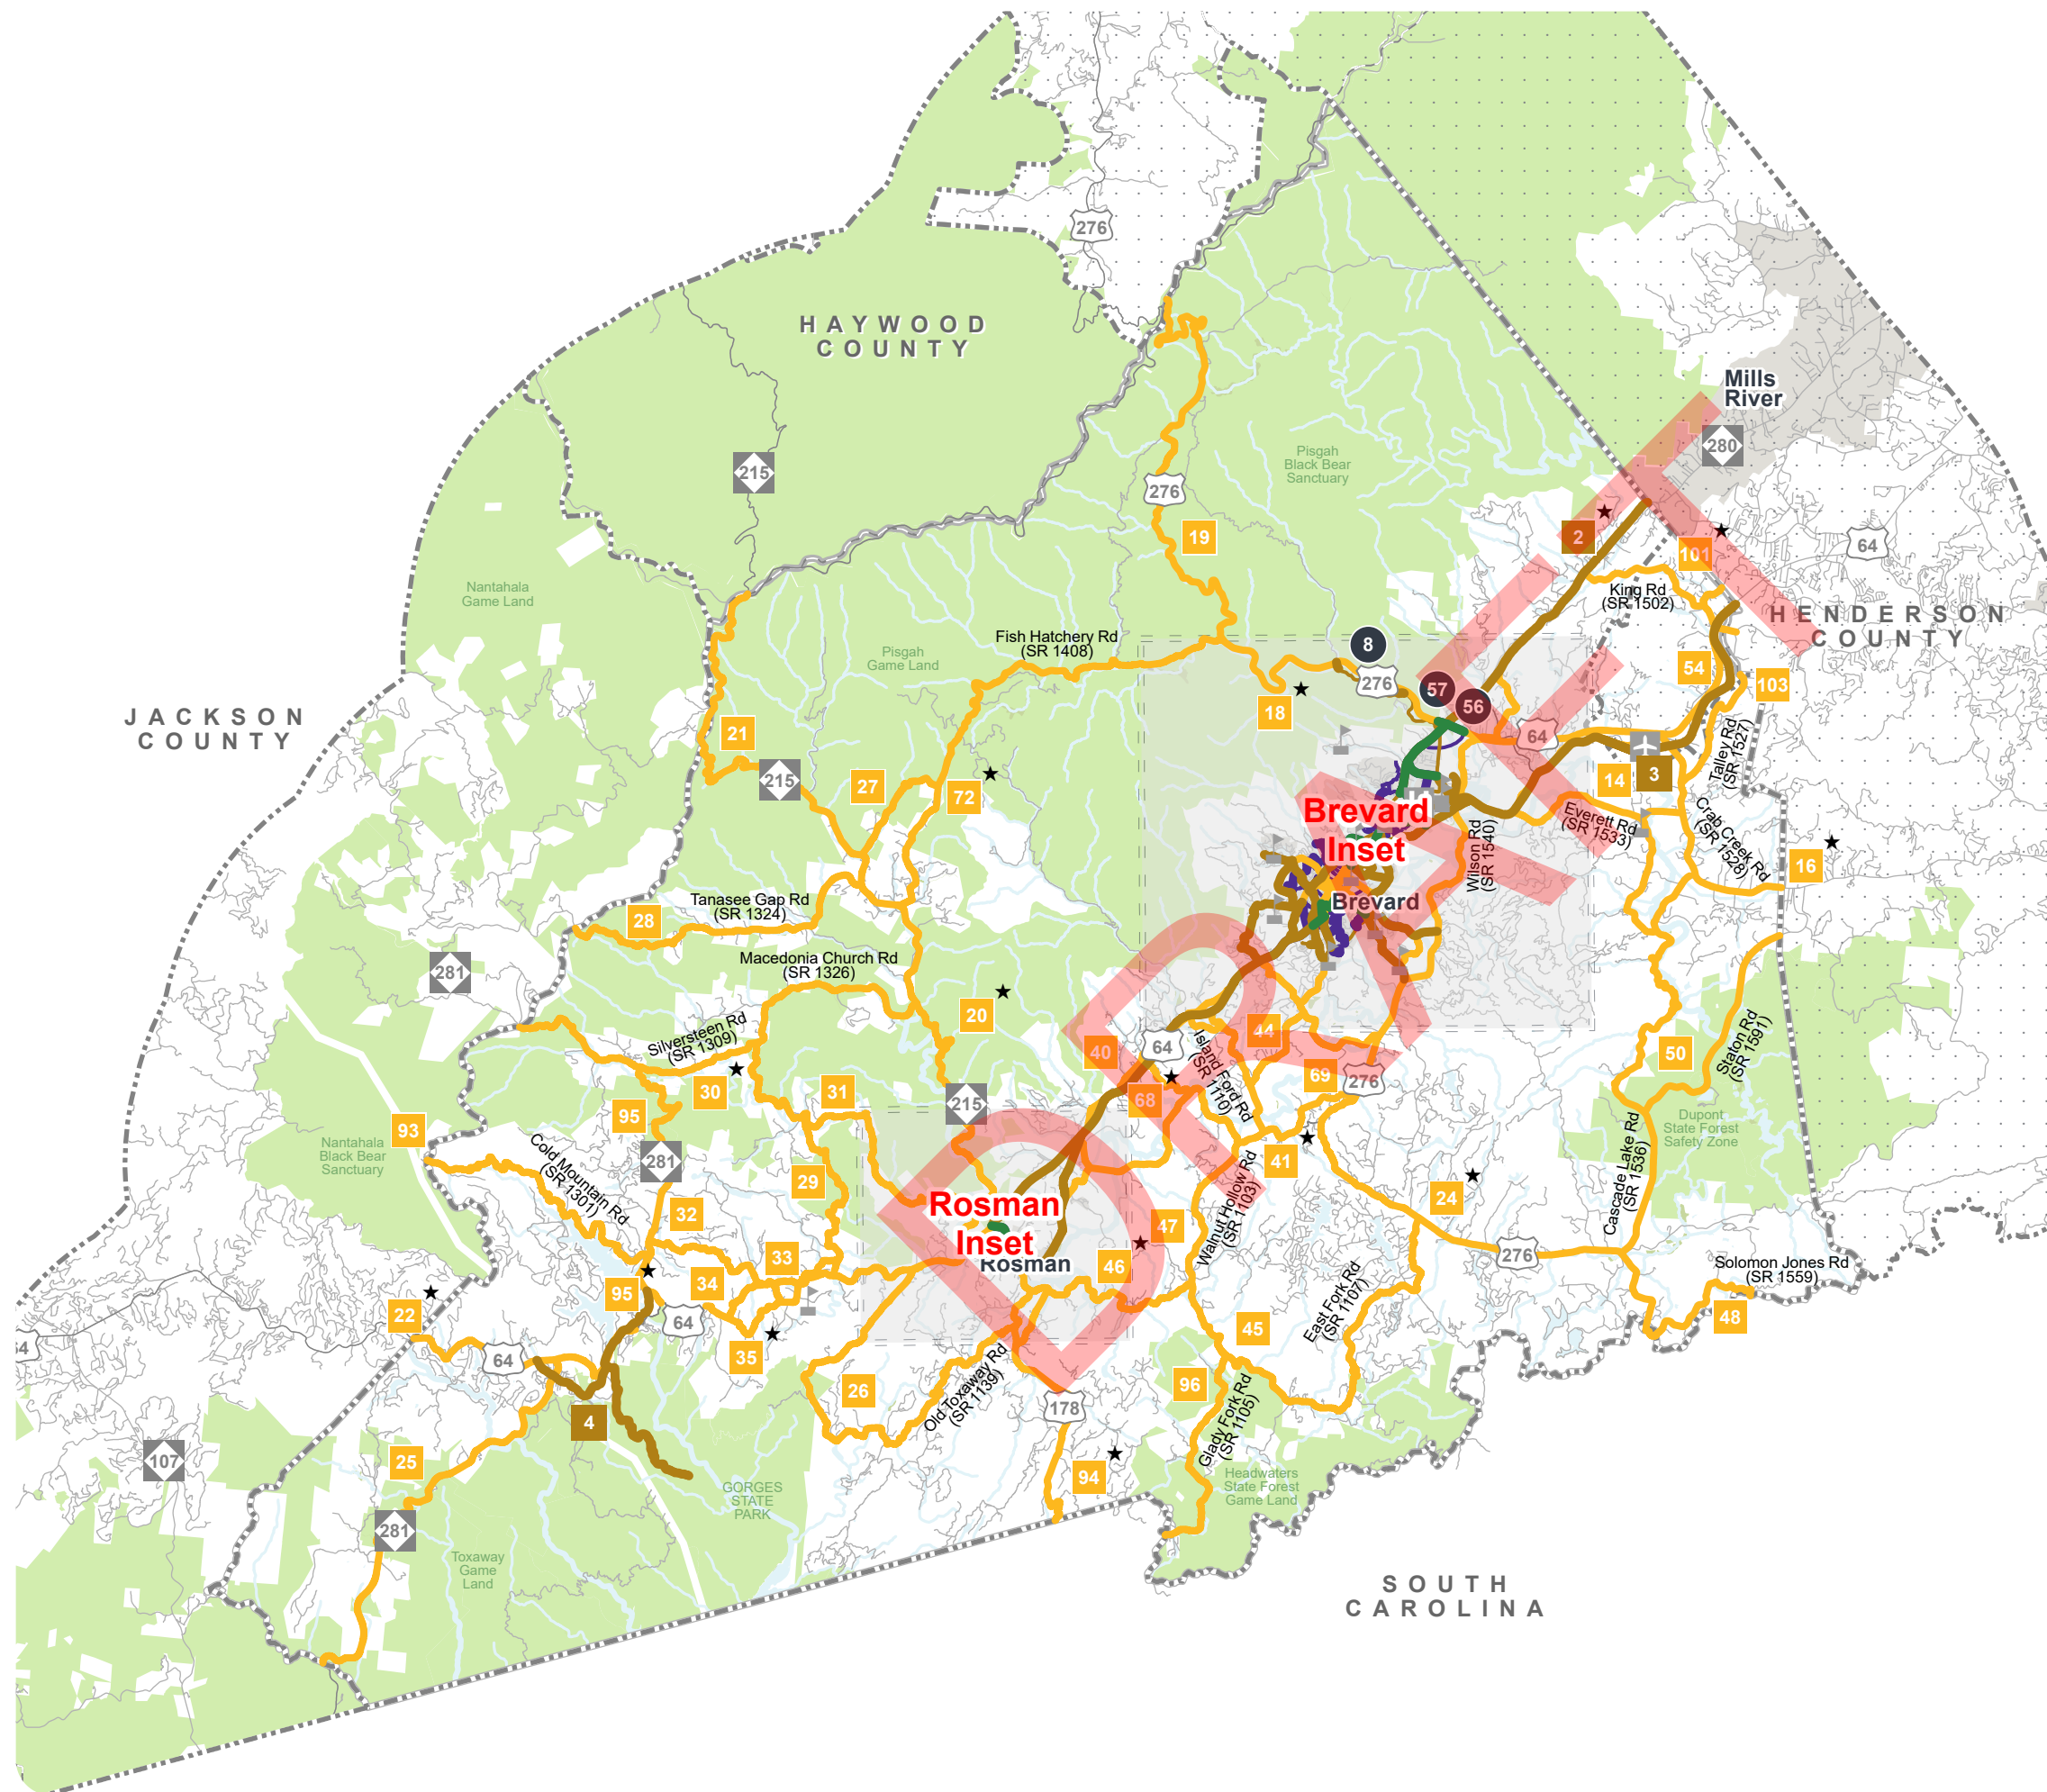 276
HAYWOOD
COUNTY
Mills
River
280
215
Pisgah
Black Bear
Sanctuary
276
19
2
101
64
Nantahala
Game Land
King Rd
(SR 1502)
HENDERSON
COUNTY
Fish Hatchery Rd
(SR 1408)
8
Pisgah
Game Land
276
57
56
54
103
18
JACKSON
COUNTY
21
64
Talley Rd
(SR 1527)
215
27
72
14
3
Brevard
Inset
Everett Rd
(SR 1533)
Crab Creek Rd
(SR 1528)
Wilson Rd
(SR 1540)
16
Tanasee Gap Rd
(SR 1324)
28
Brevard
281
Macedonia Church Rd
(SR 1326)
20
Silversteen Rd
(SR 1309)
44
40
64
Island Ford Rd
(SR 1110)
50
Staton Rd
(SR 1591)
30
31
69
276
215
68
95
93
Nantahala
Black Bear
Sanctuary
Dupont
State Forest
Safety Zone
Cold Mountain Rd
(SR 1301)
281
29
41
Cascade Lake Rd
(SR 1536)
Walnut Hollow Rd
(SR 1103)
24
Rosman
Inset
Rosman
32
47
33
46
276
Solomon Jones Rd
(SR 1559)
34
95
East Fork Rd
(SR 1107)
22
64
45
48
64
64
35
26
Old Toxaway Rd
(SR 1139)
96
Glady Fork Rd
(SR 1105)
178
4
107
25
94
Headwaters
State Forest
Game Land
GORGES
STATE
PARK
281
Toxaway
Game
Land
SOUTH
CAROLINA
DRAFT